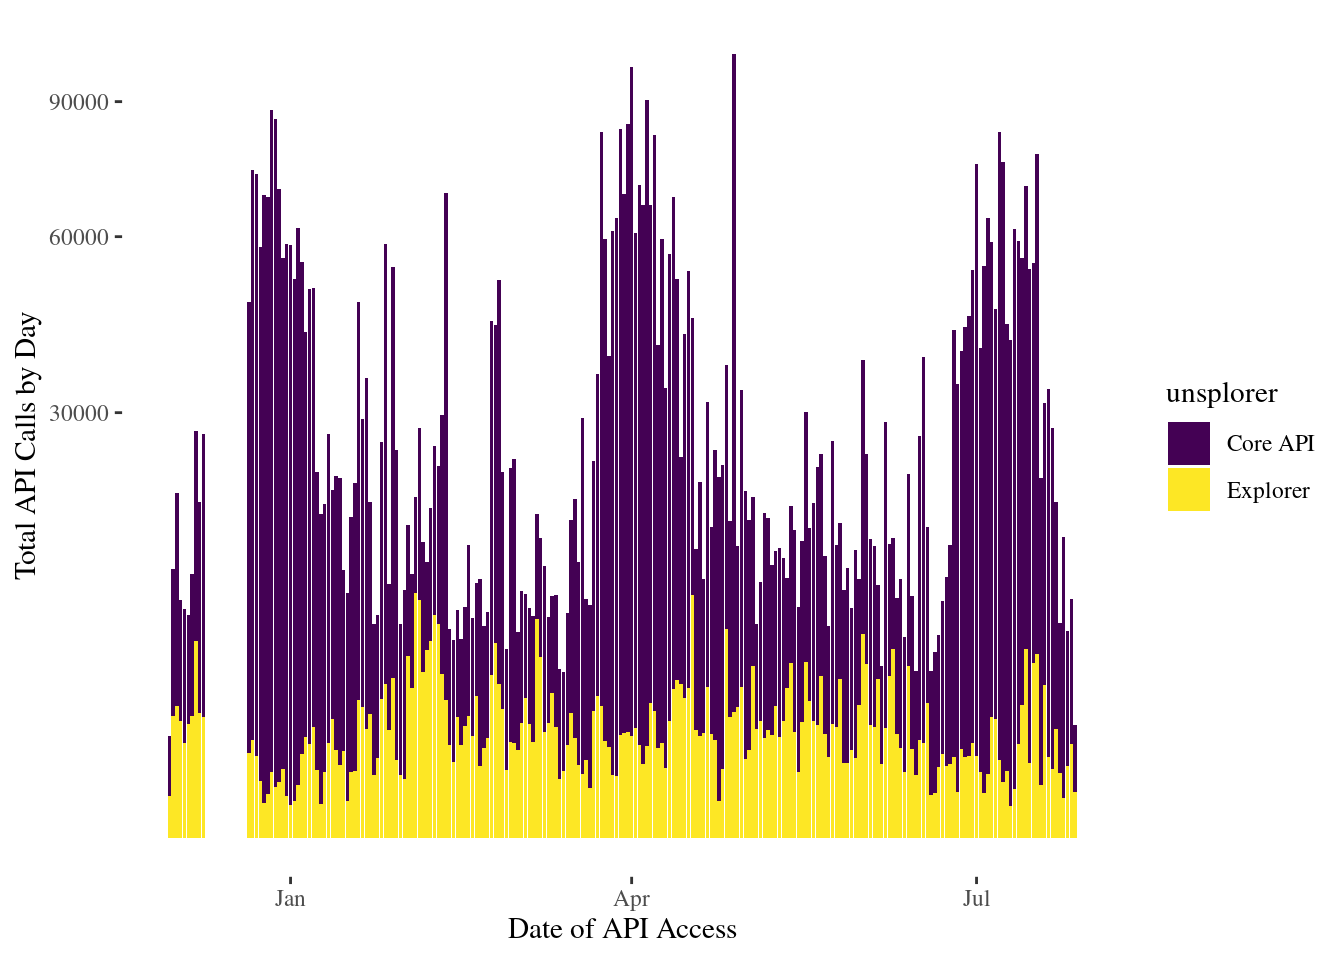 Total API Calls by Day
90000
60000
30000
Jan
Apr
Jul
Date of API Access
unsplorer
Core API
Explorer